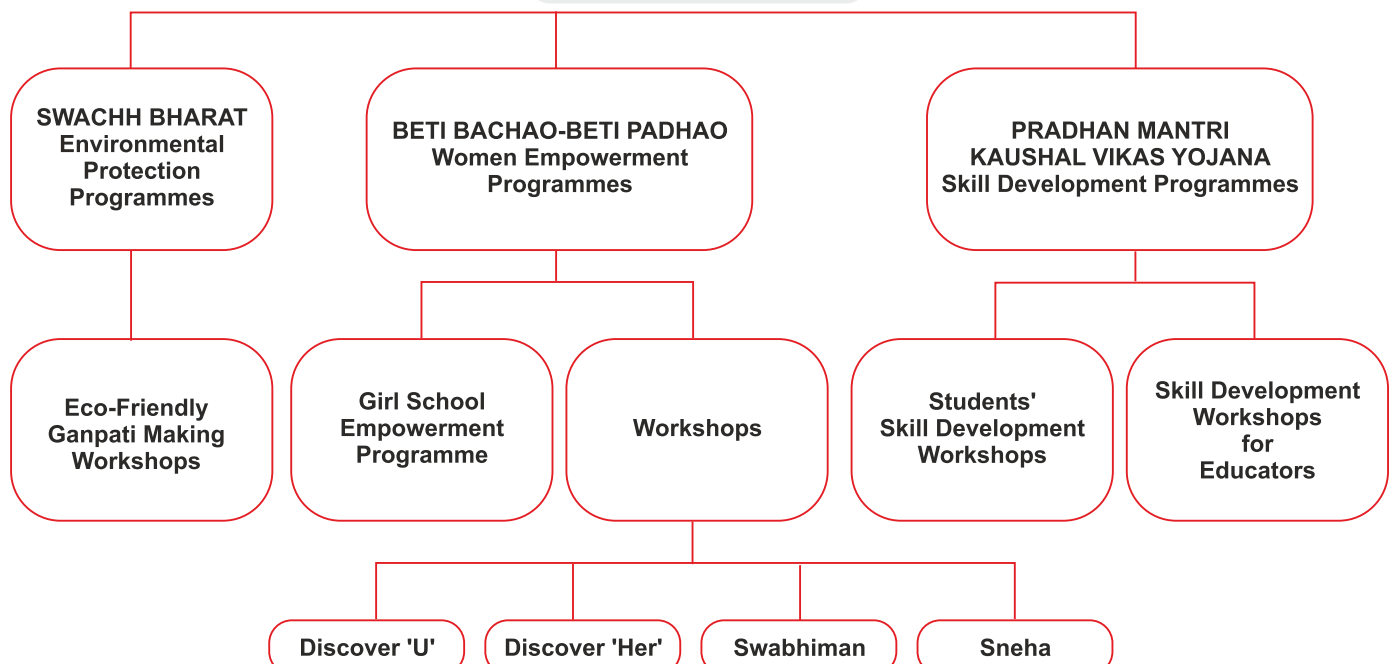 SWACHH BHARAT
Environmental
Protection
Programmes
BETI BACHAO-BETI PADHAO
Women Empowerment
Programmes
PRADHAN MANTRI
KAUSHAL VIKAS YOJANA
Skill Development Programmes
Eco-Friendly
Ganpati Making
Workshops
Girl School
Empowerment
Programme
Workshops
Students'
Skill Development
Workshops
Skill Development
Workshops
for
Educators
Discover 'U'
Discover 'Her'
Swabhiman
Sneha